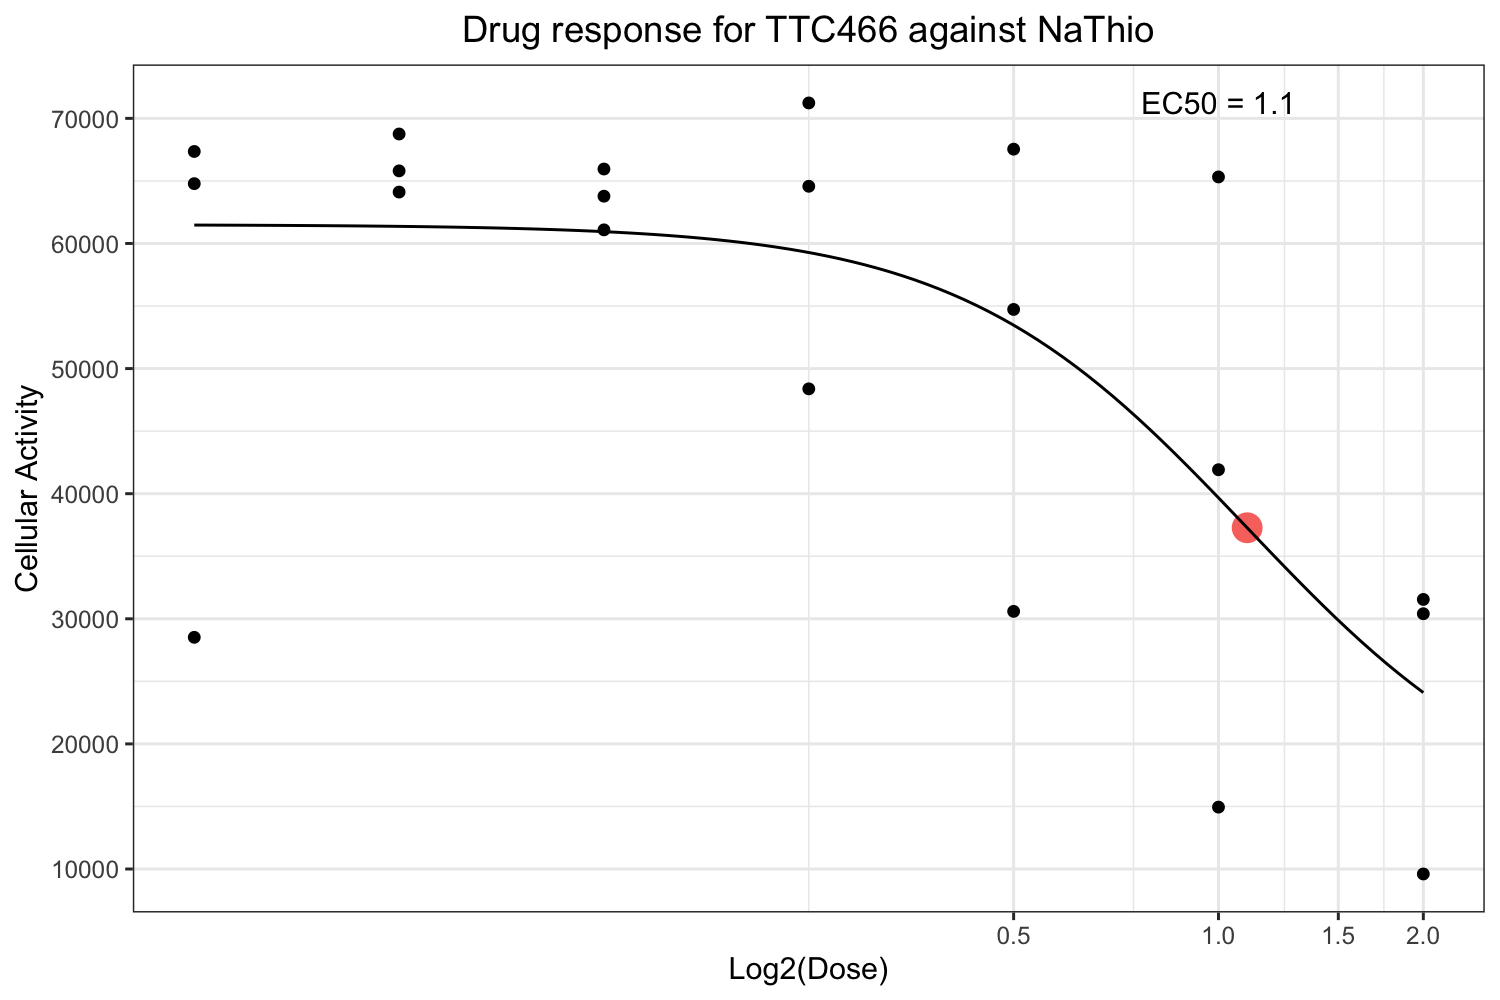 Drug response for TTC466 against NaThio
EC50 = 1.1
70000
60000
50000
40000
30000
20000
10000
Cellular Activity
0.5
1.0
1.5
2.0
Log2(Dose)